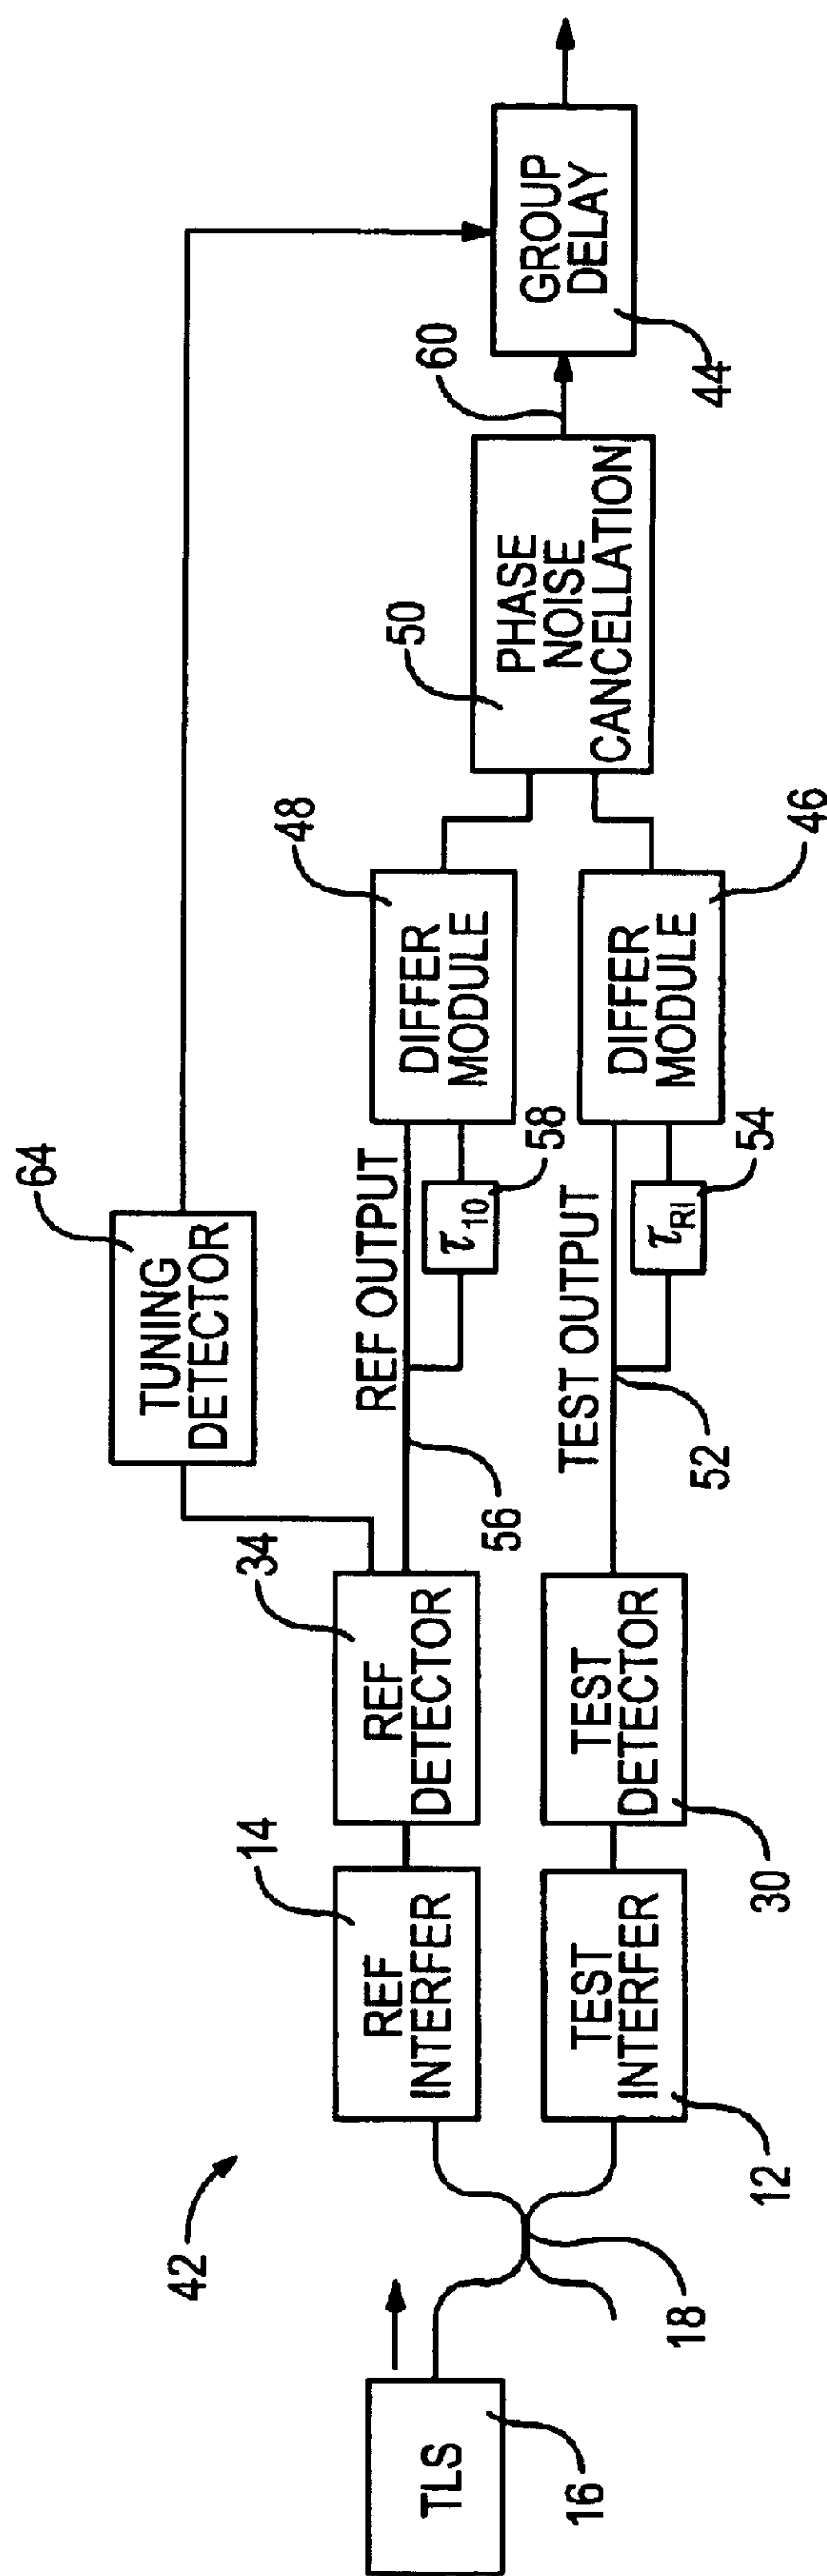 42
TLS
16
18
14
REF
INTERFER
TEST
INTERFER
12
34
REF
DETECTOR
TEST
DETECTOR
30
64
TUNING
DETECTOR
56
REF OUTPUT
τ10
58
52
TEST OUTPUT
τRI
54
48
DIFFER
MODULE
DIFFER
MODULE
46
50
PHASE
NOISE
CANCELLATION
60
GROUP
DELAY
44